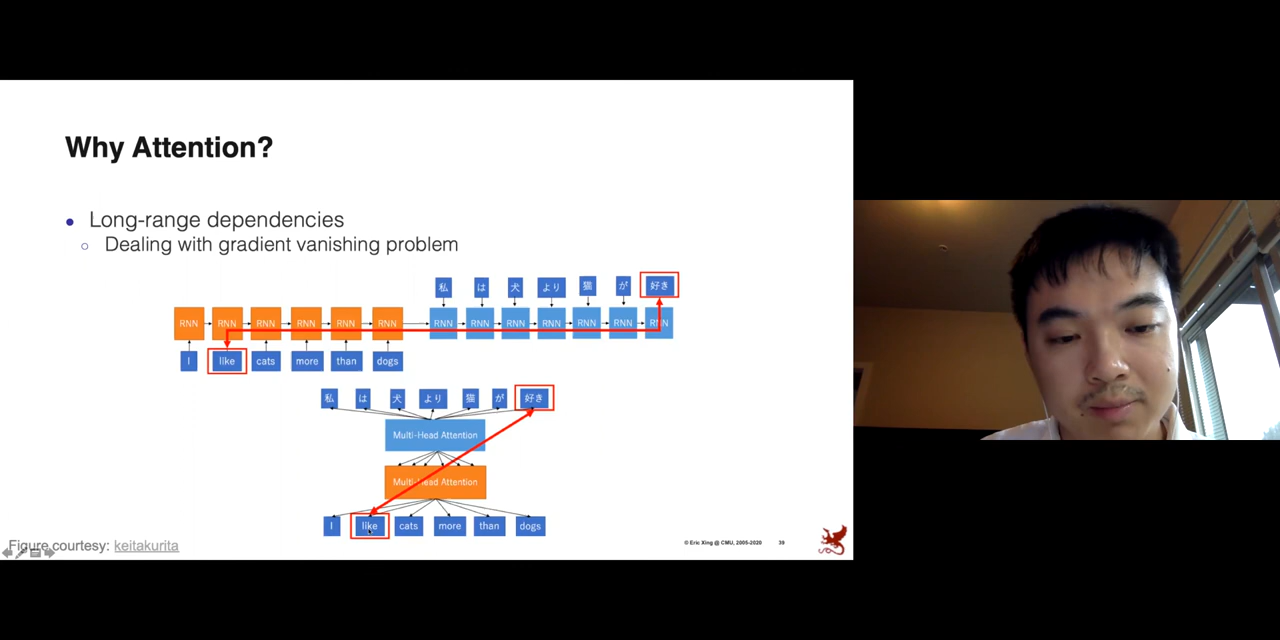 Why Attention?
Long-range dependencies
Dealing with gradient vanishing problem
私 は 犬 より 猫 が 好き
RNN RNN RNN RNN RNN RNN RNN RNN RNN RNN RNN RNN RNN
I like cats more than dogs
私 は 犬 より 猫 が 好き
Multi-Head Attention
Multi-Head Attention
I like cats more than dogs
Figure courtesy: keitakurita
© Eric Xing @ CMU, 2005-2020 39